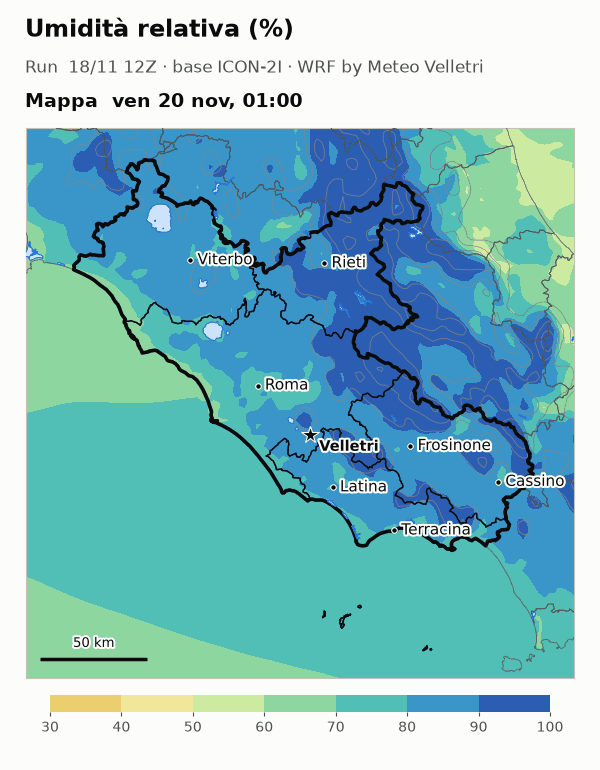 Umidità relativa (%)
Run  18/11 12Z · base ICON-2I · WRF by Meteo Velletri
Mappa  ven 20 nov, 01:00
Viterbo
Rieti
Roma
Velletri
Frosinone
Cassino
Latina
Terracina
50 km
30 40 50 60 70 80 90 100